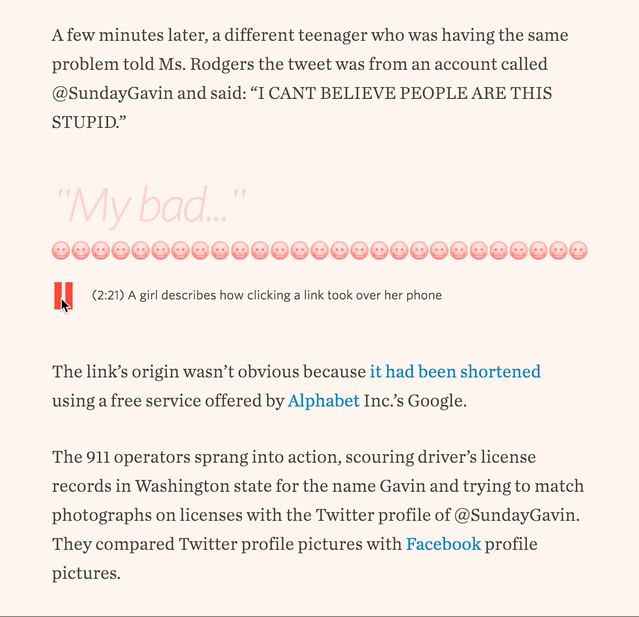 A few minutes later, a different teenager who was having the same
problem told Ms. Rodgers the tweet was from an account called
@SundayGavin and said: “I CANT BELIEVE PEOPLE ARE THIS
STUPID.”
"My bad..."
(2:21) A girl describes how clicking a link took over her phone
The link’s origin wasn’t obvious because it had been shortened
using a free service offered by Alphabet Inc.’s Google.
The 911 operators sprang into action, scouring driver’s license
records in Washington state for the name Gavin and trying to match
photographs on licenses with the Twitter profile of @SundayGavin.
They compared Twitter profile pictures with Facebook profile
pictures.